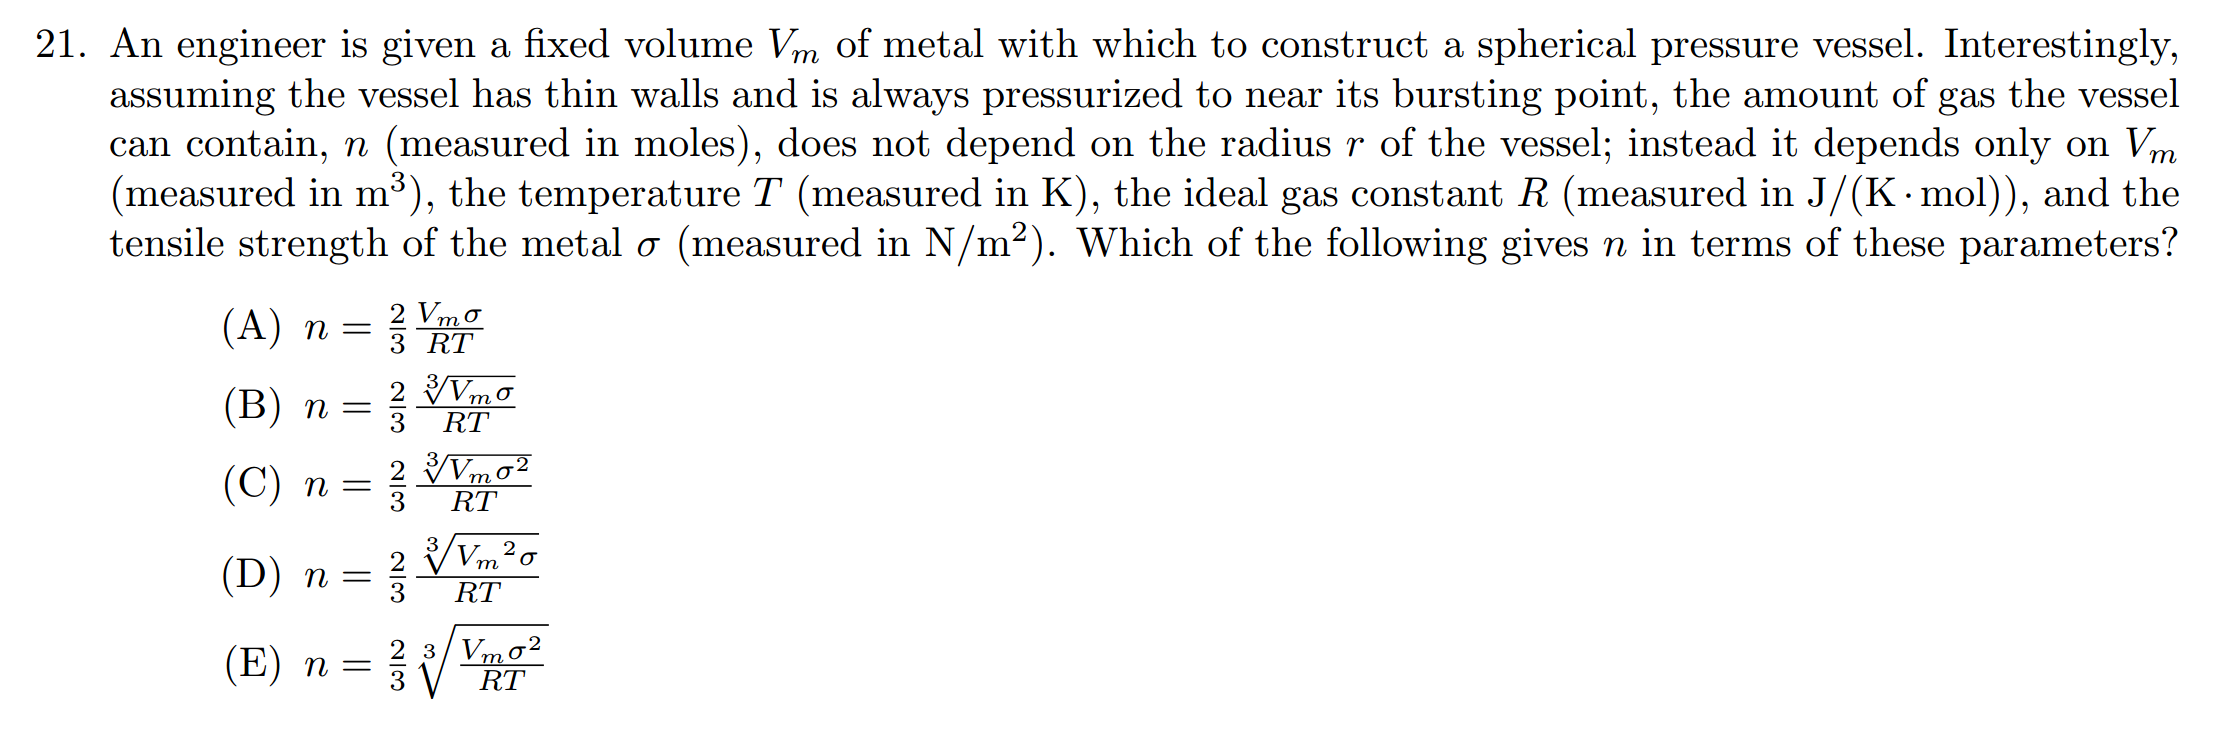 21. An engineer is given a fixed volume $V_m$ of metal with which to construct a spherical pressure vessel. Interestingly,
assuming the vessel has thin walls and is always pressurized to near its bursting point, the amount of gas the vessel
can contain, $n$ (measured in moles), does not depend on the radius $r$ of the vessel; instead it depends only on $V_m$
(measured in m$^3$), the temperature $T$ (measured in K), the ideal gas constant $R$ (measured in J/(K · mol)), and the
tensile strength of the metal $\sigma$ (measured in N/m$^2$). Which of the following gives $n$ in terms of these parameters?
(A) $n = \frac{2}{3} \frac{V_m \sigma}{RT}$
(B) $n = \frac{2}{3} \frac{\sqrt[3]{V_m \sigma}}{RT}$
(C) $n = \frac{2}{3} \frac{\sqrt[3]{V_m \sigma^2}}{RT}$
(D) $n = \frac{2}{3} \frac{\sqrt[3]{{V_m}^2 \sigma}}{RT}$
(E) $n = \frac{2}{3} \sqrt[3]{\frac{V_m \sigma^2}{RT}}$